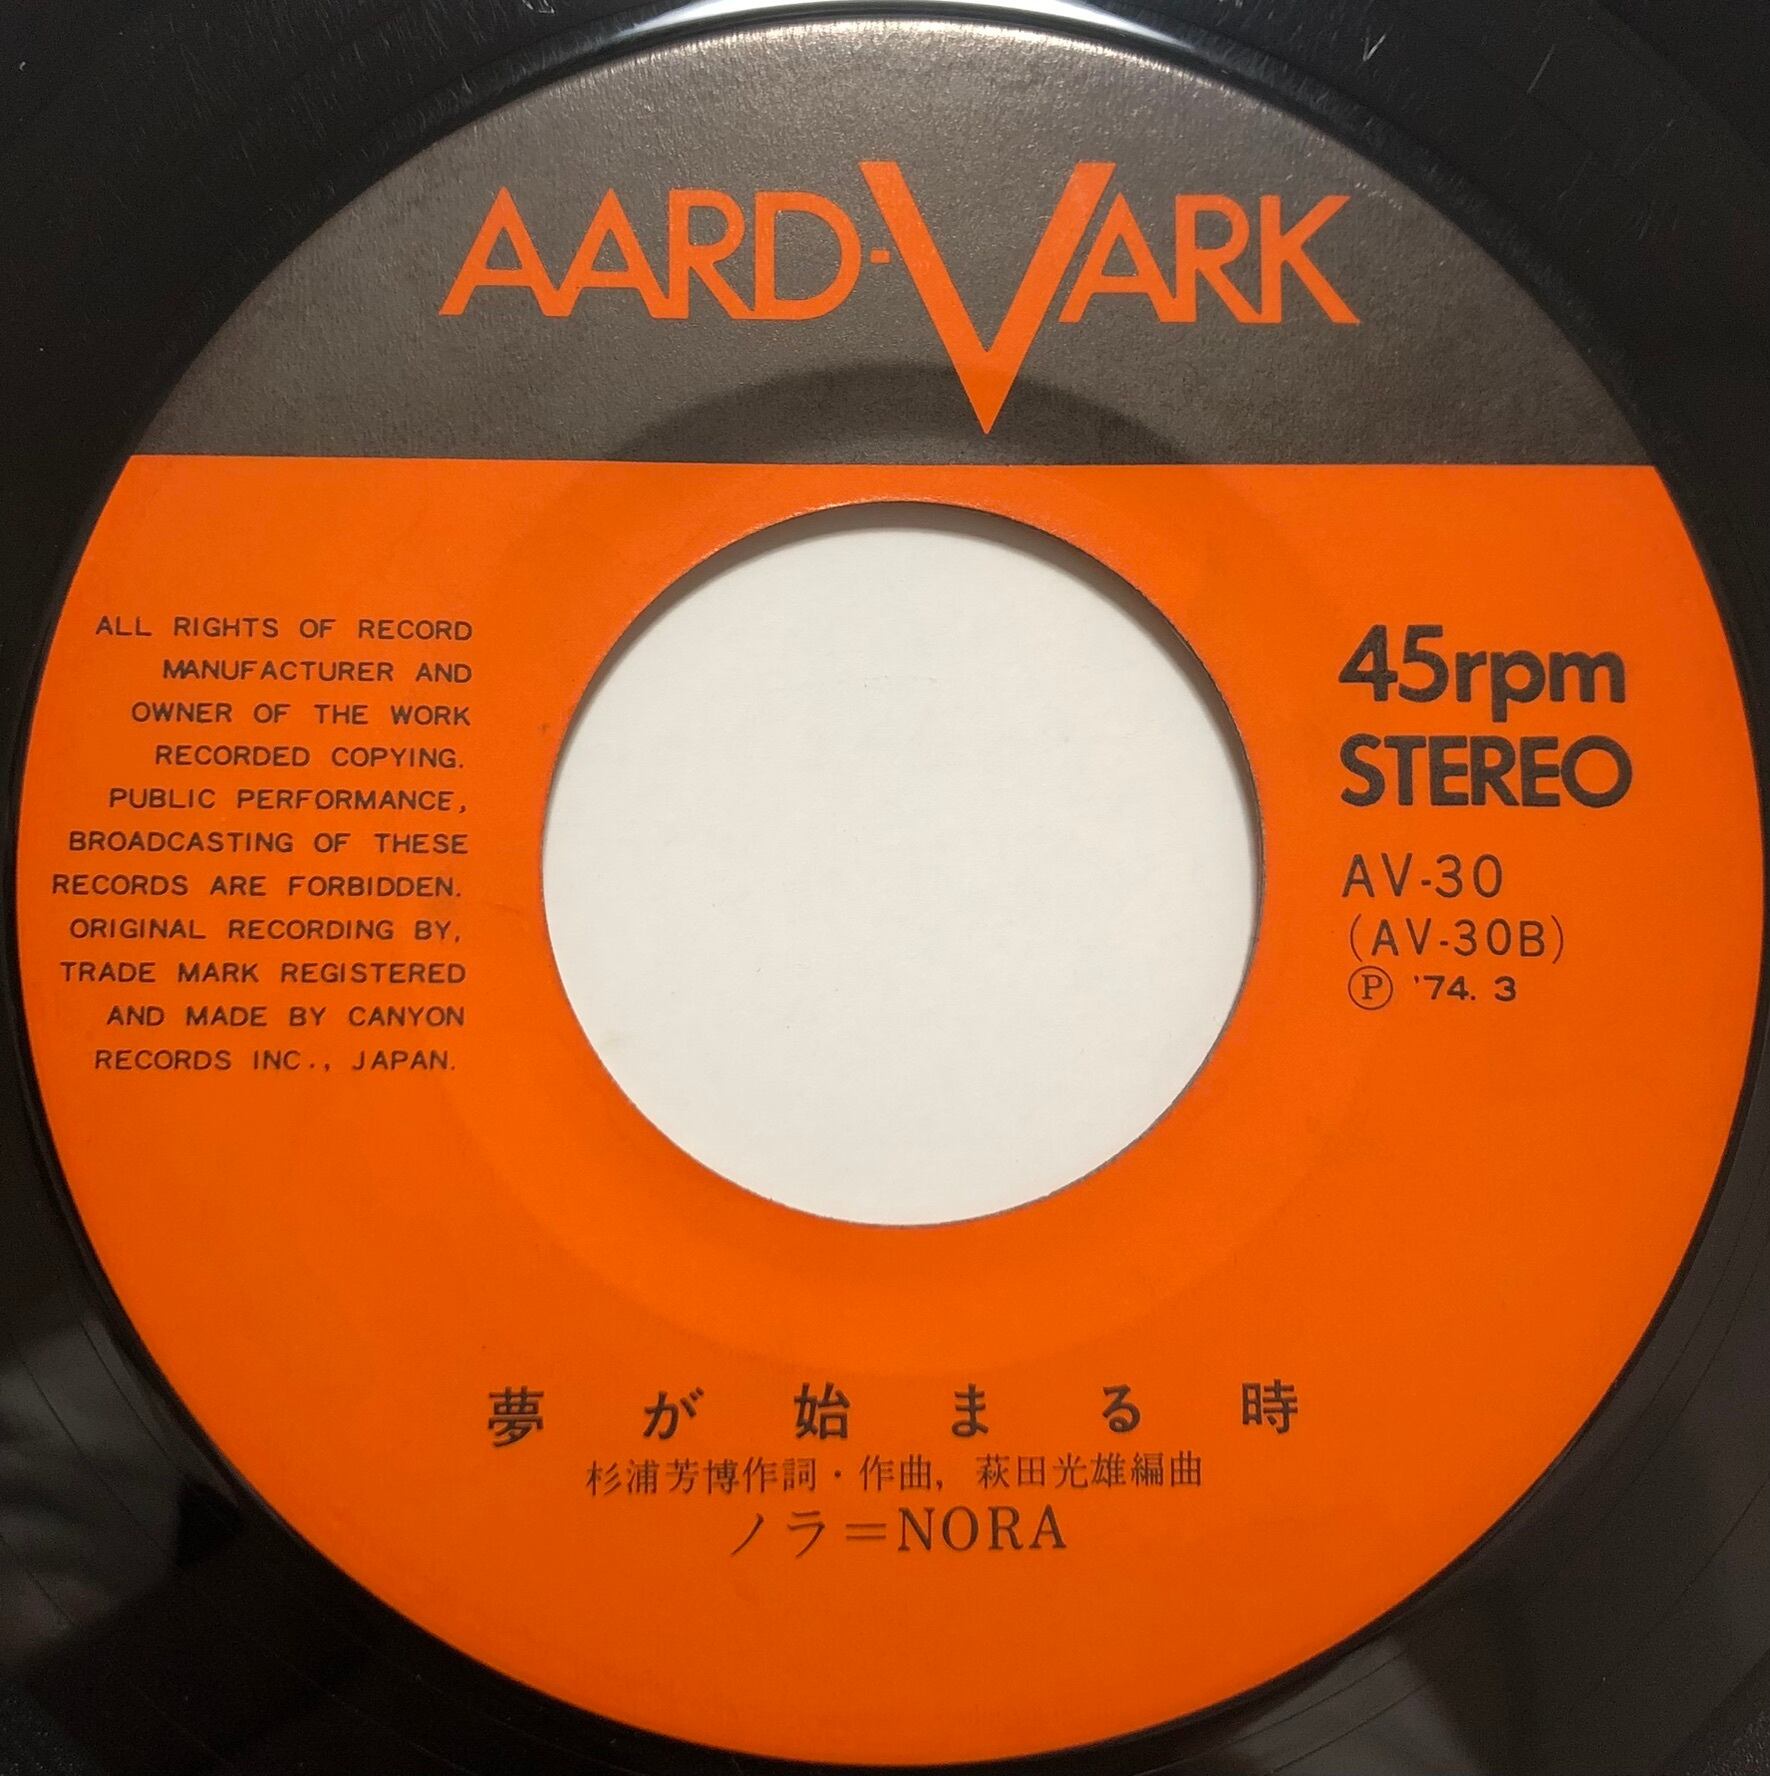 AARD-VARK
ALL RIGHTS OF RECORD
MANUFACTURER AND
OWNER OF THE WORK
RECORDED COPYING.
PUBLIC PERFORMANCE,
BROADCASTING OF THESE
RECORDS ARE FORBIDDEN.
ORIGINAL RECORDING BY,
TRADE MARK REGISTERED
AND MADE BY CANYON
RECORDS INC., JAPAN.
45rpm
STEREO
AV-30
(AV-30B)
Ⓟ '74. 3
夢が始まる時
杉浦芳博作詞・作曲, 萩田光雄編曲
ノラ=NORA